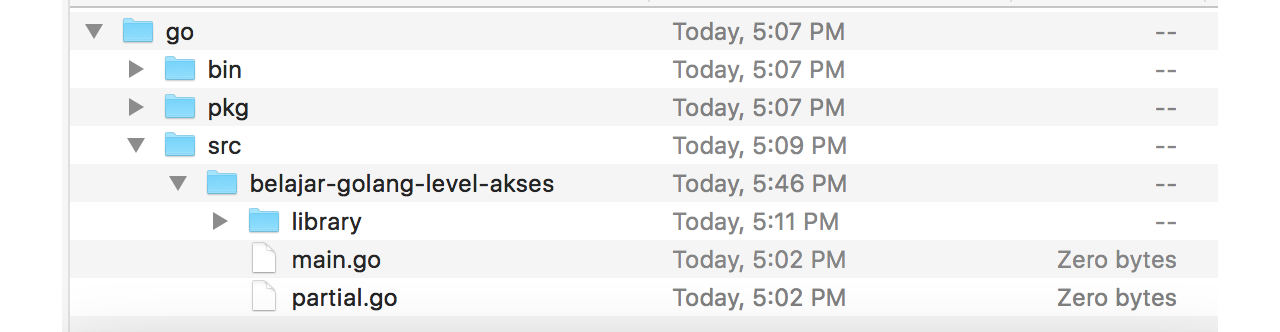 go Today, 5:07 PM --
bin Today, 5:07 PM --
pkg Today, 5:07 PM --
src Today, 5:09 PM --
belajar-golang-level-akses Today, 5:46 PM --
library Today, 5:11 PM --
main.go Today, 5:02 PM Zero bytes
partial.go Today, 5:02 PM Zero bytes